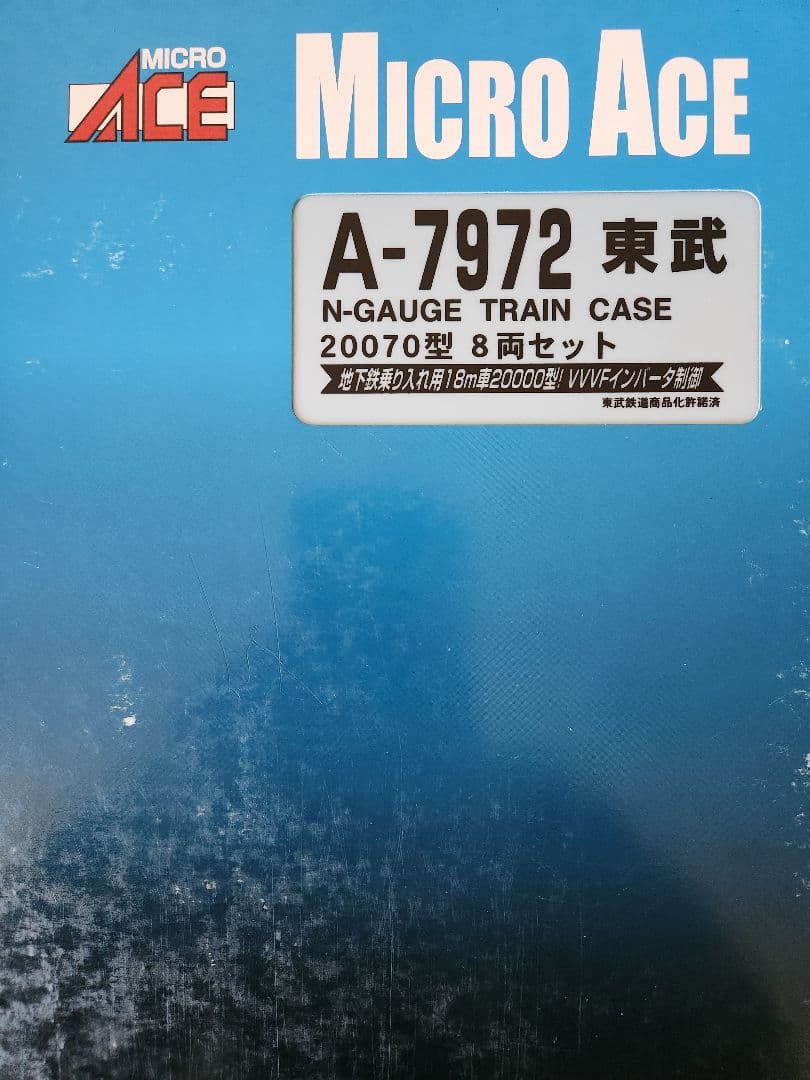 MICRO
ACE
MICRO ACE
A-7972 東武
N-GAUGE TRAIN CASE
20070型 8両セット
地下鉄乗り入れ用18m車20000型! VVVFインバータ制御
東武鉄道商品化許諾済